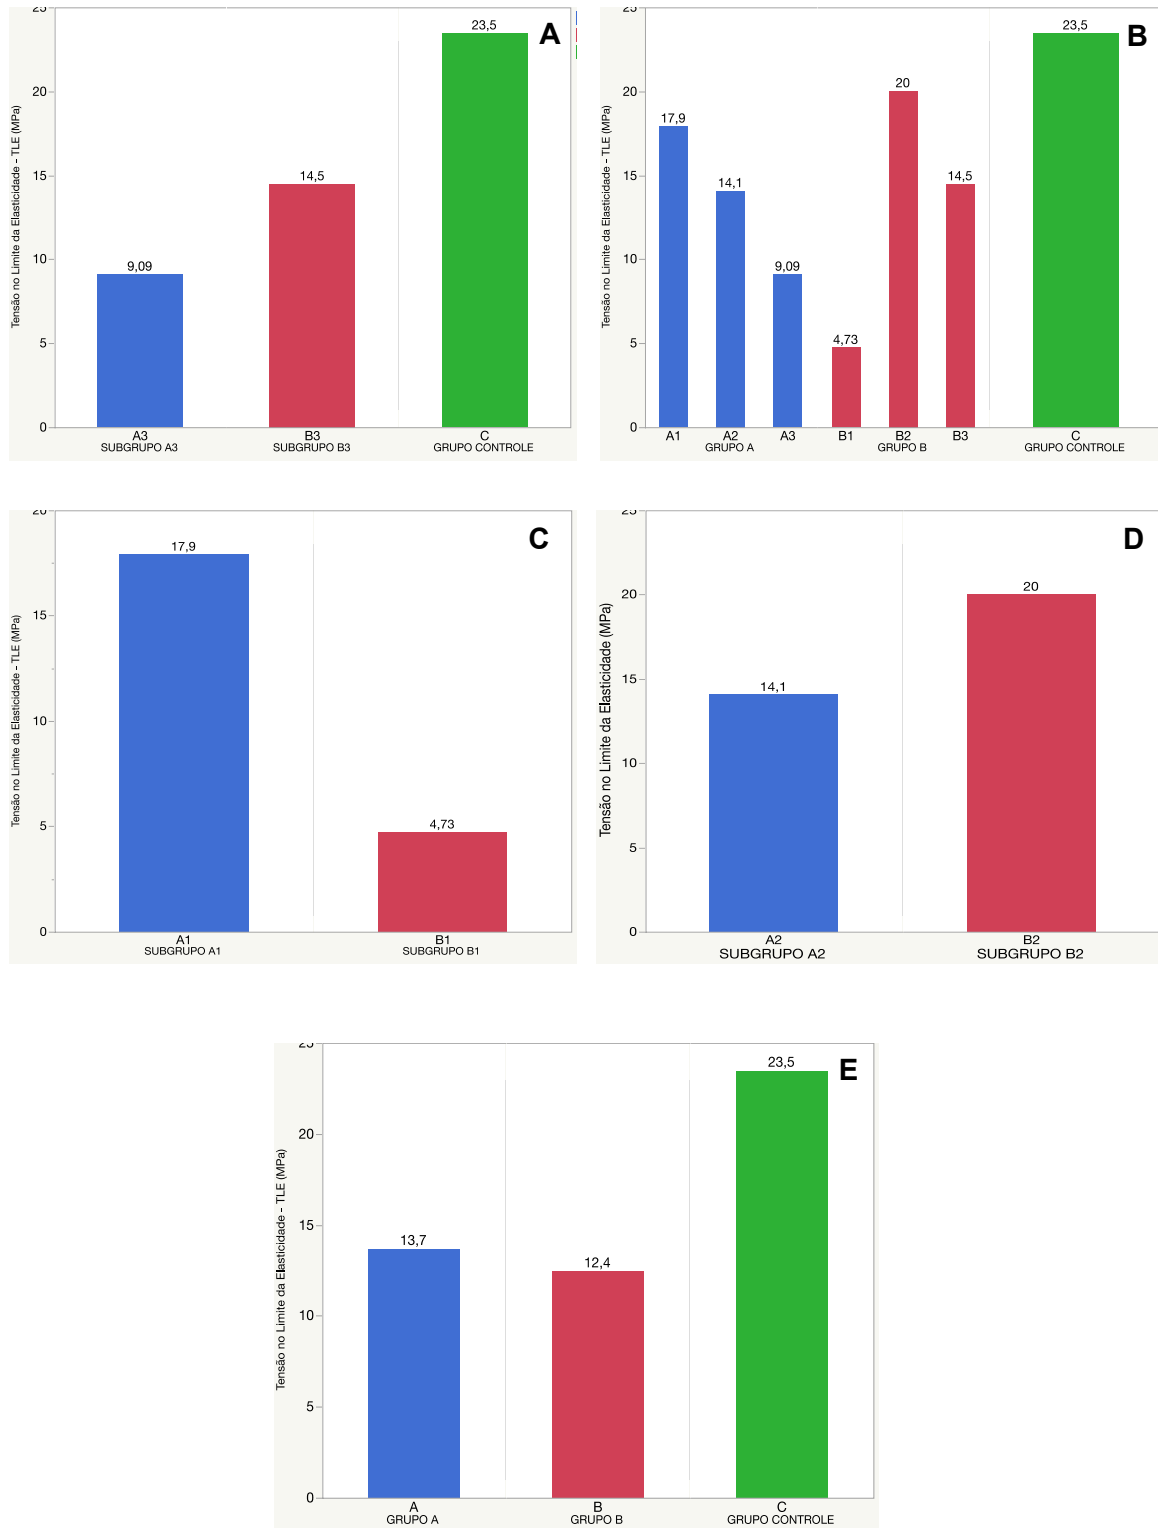 A
Tensão no Limite da Elasticidade - TLE (MPa)
25
23,5
20
15
14,5
10
9,09
5
0
A3 B3 C
SUBGRUPO A3 SUBGRUPO B3 GRUPO CONTROLE
B
Tensão no Limite da Elasticidade - TLE (MPa)
25
23,5
20
20
17,9
15
14,1
14,5
10
9,09
5
4,73
0
A1 A2 A3 B1 B2 B3 C
GRUPO A GRUPO B GRUPO CONTROLE
C
Tensão no Limite da Elasticidade - TLE (MPa)
20
17,9
15
10
5
4,73
0
A1 B1
SUBGRUPO A1 SUBGRUPO B1
D
Tensão no Limite da Elasticidade (MPa)
25
20
20
15
14,1
10
5
0
A2 B2
SUBGRUPO A2 SUBGRUPO B2
E
Tensão no Limite da Elasticidade - TLE (MPa)
25
23,5
20
15
13,7
12,4
10
5
0
A B C
GRUPO A GRUPO B GRUPO CONTROLE